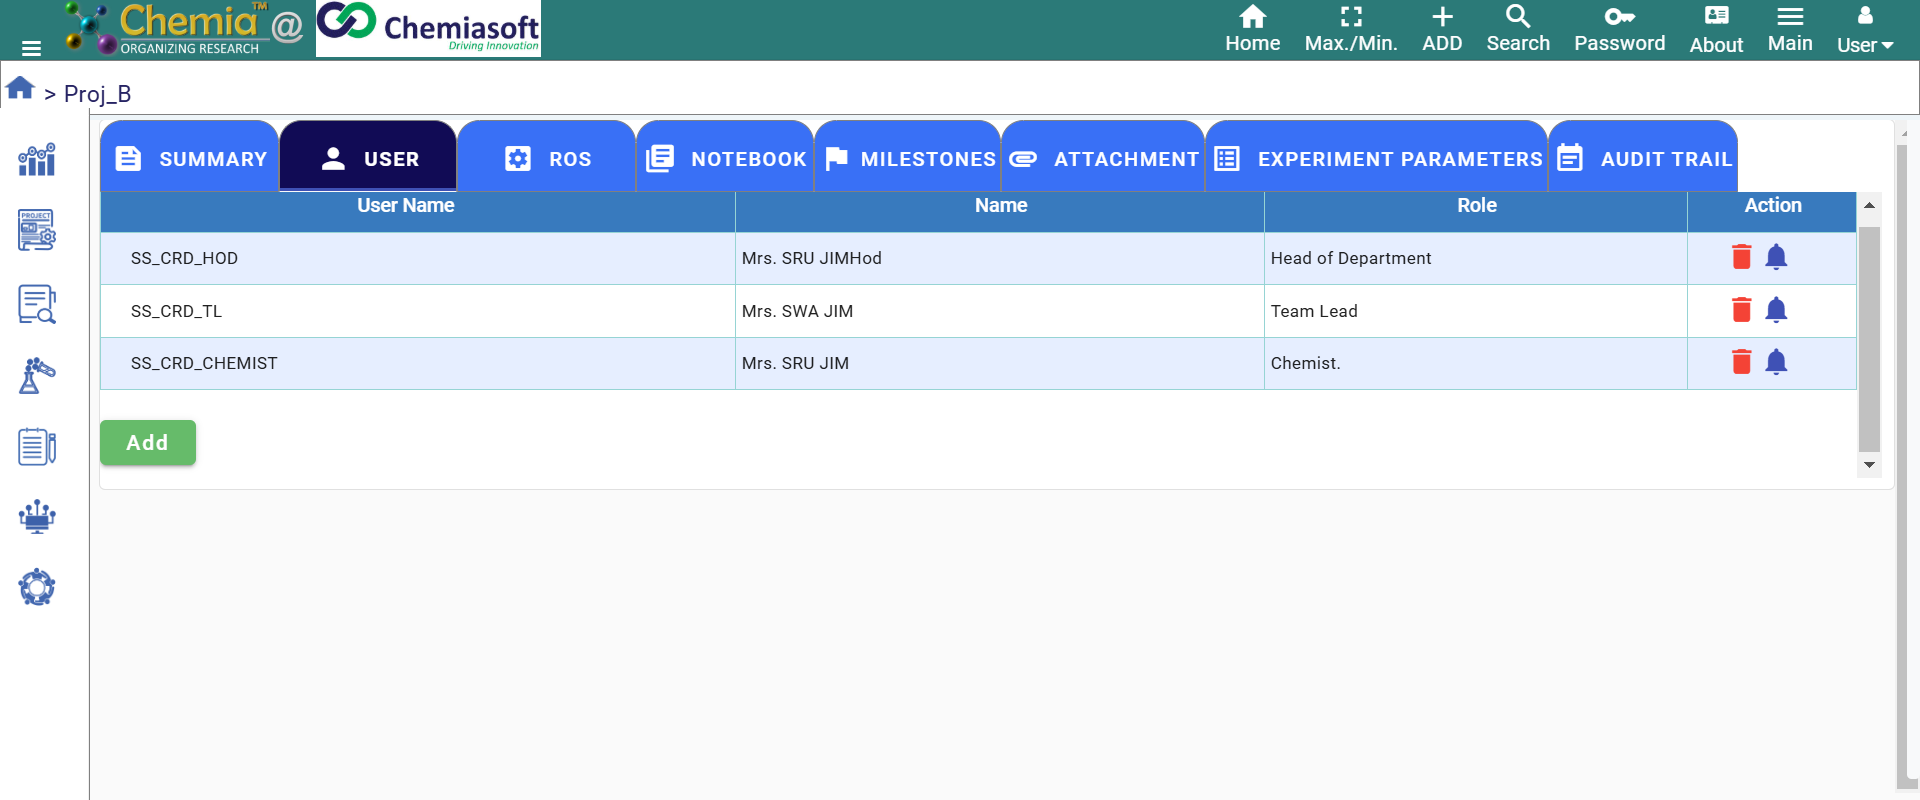 Chemia™ @
ORGANIZING RESEARCH
Chemiasoft
Driving Innovation
Home Max./Min. ADD Search Password About Main User
> Proj_B
PROJECT
SUMMARY USER ROS NOTEBOOK MILESTONES ATTACHMENT EXPERIMENT PARAMETERS AUDIT TRAIL
User Name Name Role Action
SS_CRD_HOD Mrs. SRU JIMHod Head of Department
SS_CRD_TL Mrs. SWA JIM Team Lead
SS_CRD_CHEMIST Mrs. SRU JIM Chemist.
Add